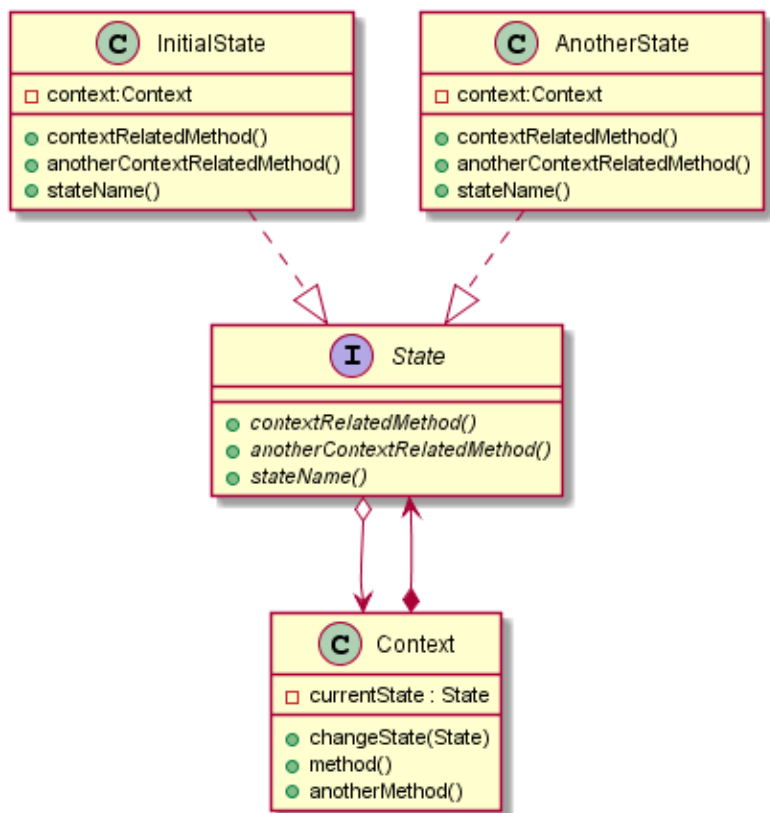 C InitialState
context:Context
contextRelatedMethod()
anotherContextRelatedMethod()
stateName()
C AnotherState
context:Context
contextRelatedMethod()
anotherContextRelatedMethod()
stateName()
I State
contextRelatedMethod()
anotherContextRelatedMethod()
stateName()
C Context
currentState : State
changeState(State)
method()
anotherMethod()